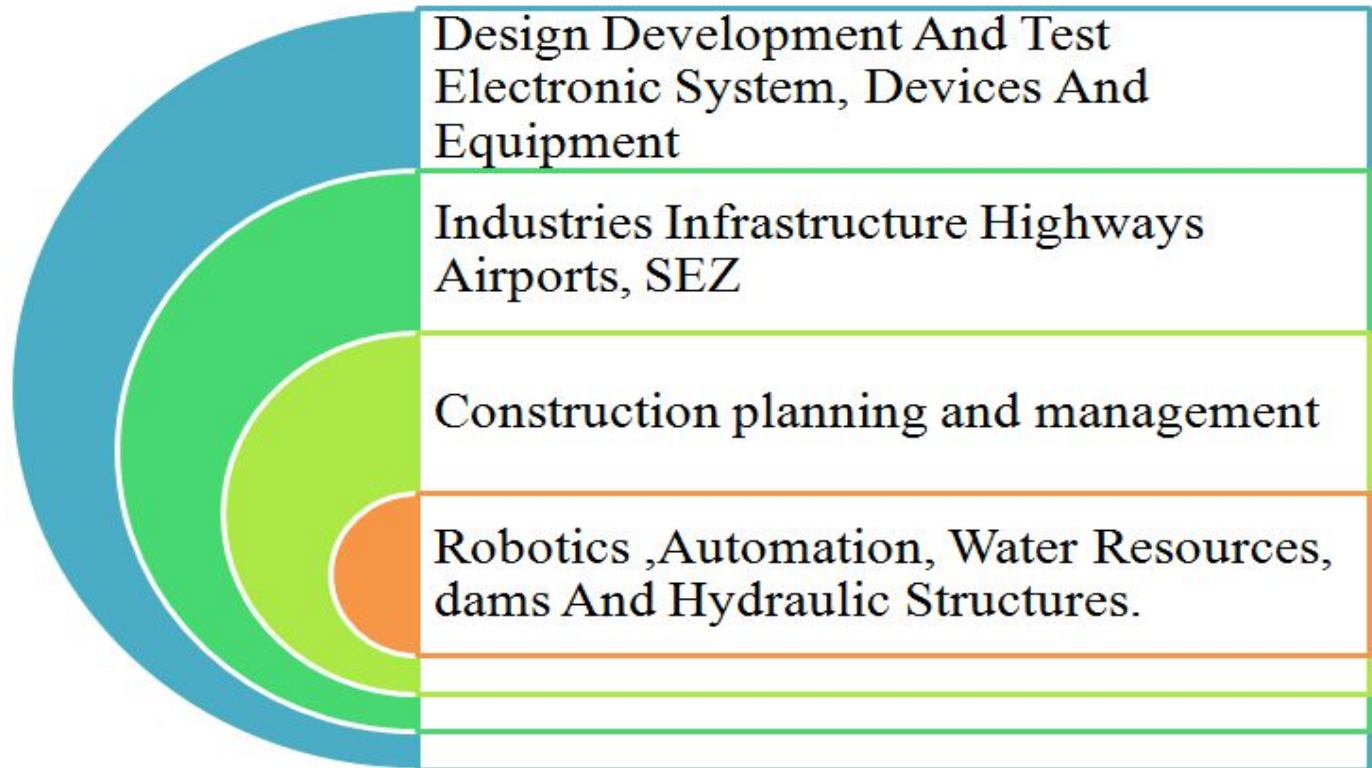 Design Development And Test
Electronic System, Devices And
Equipment
Industries Infrastructure Highways
Airports, SEZ
Construction planning and management
Robotics ,Automation, Water Resources,
dams And Hydraulic Structures.